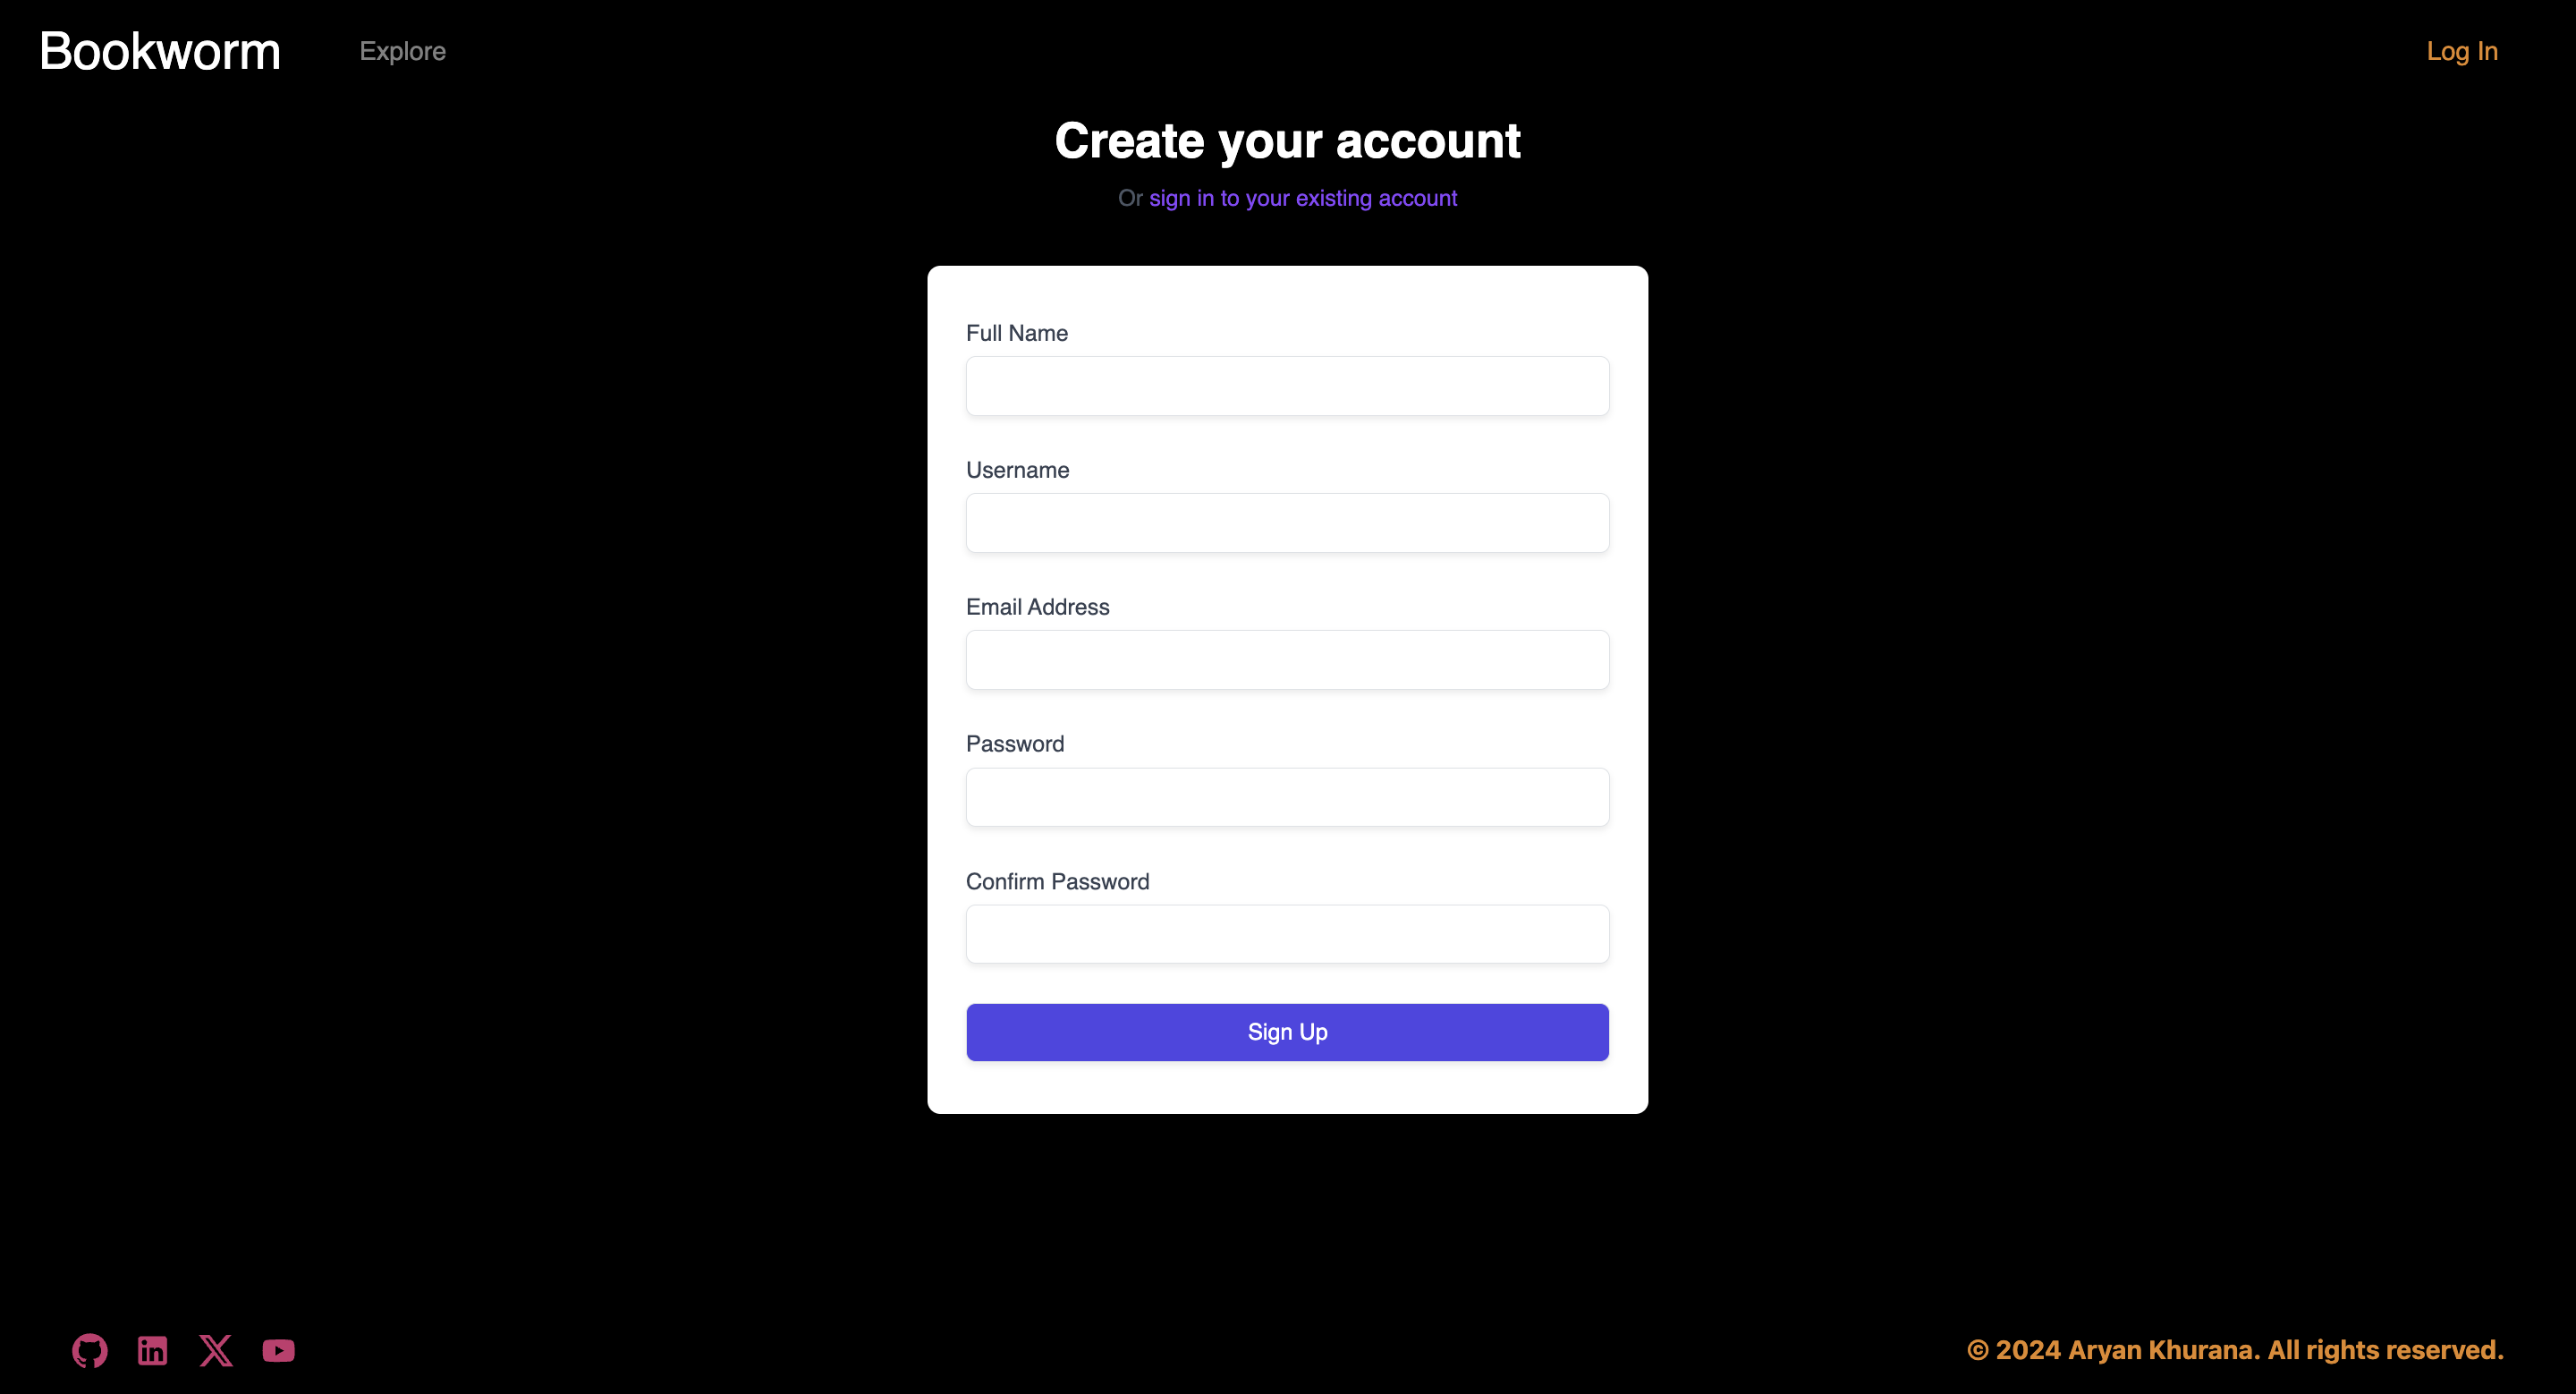 Bookworm Explore Log In
Create your account
Or sign in to your existing account
Full Name
Username
Email Address
Password
Confirm Password
Sign Up
© 2024 Aryan Khurana. All rights reserved.